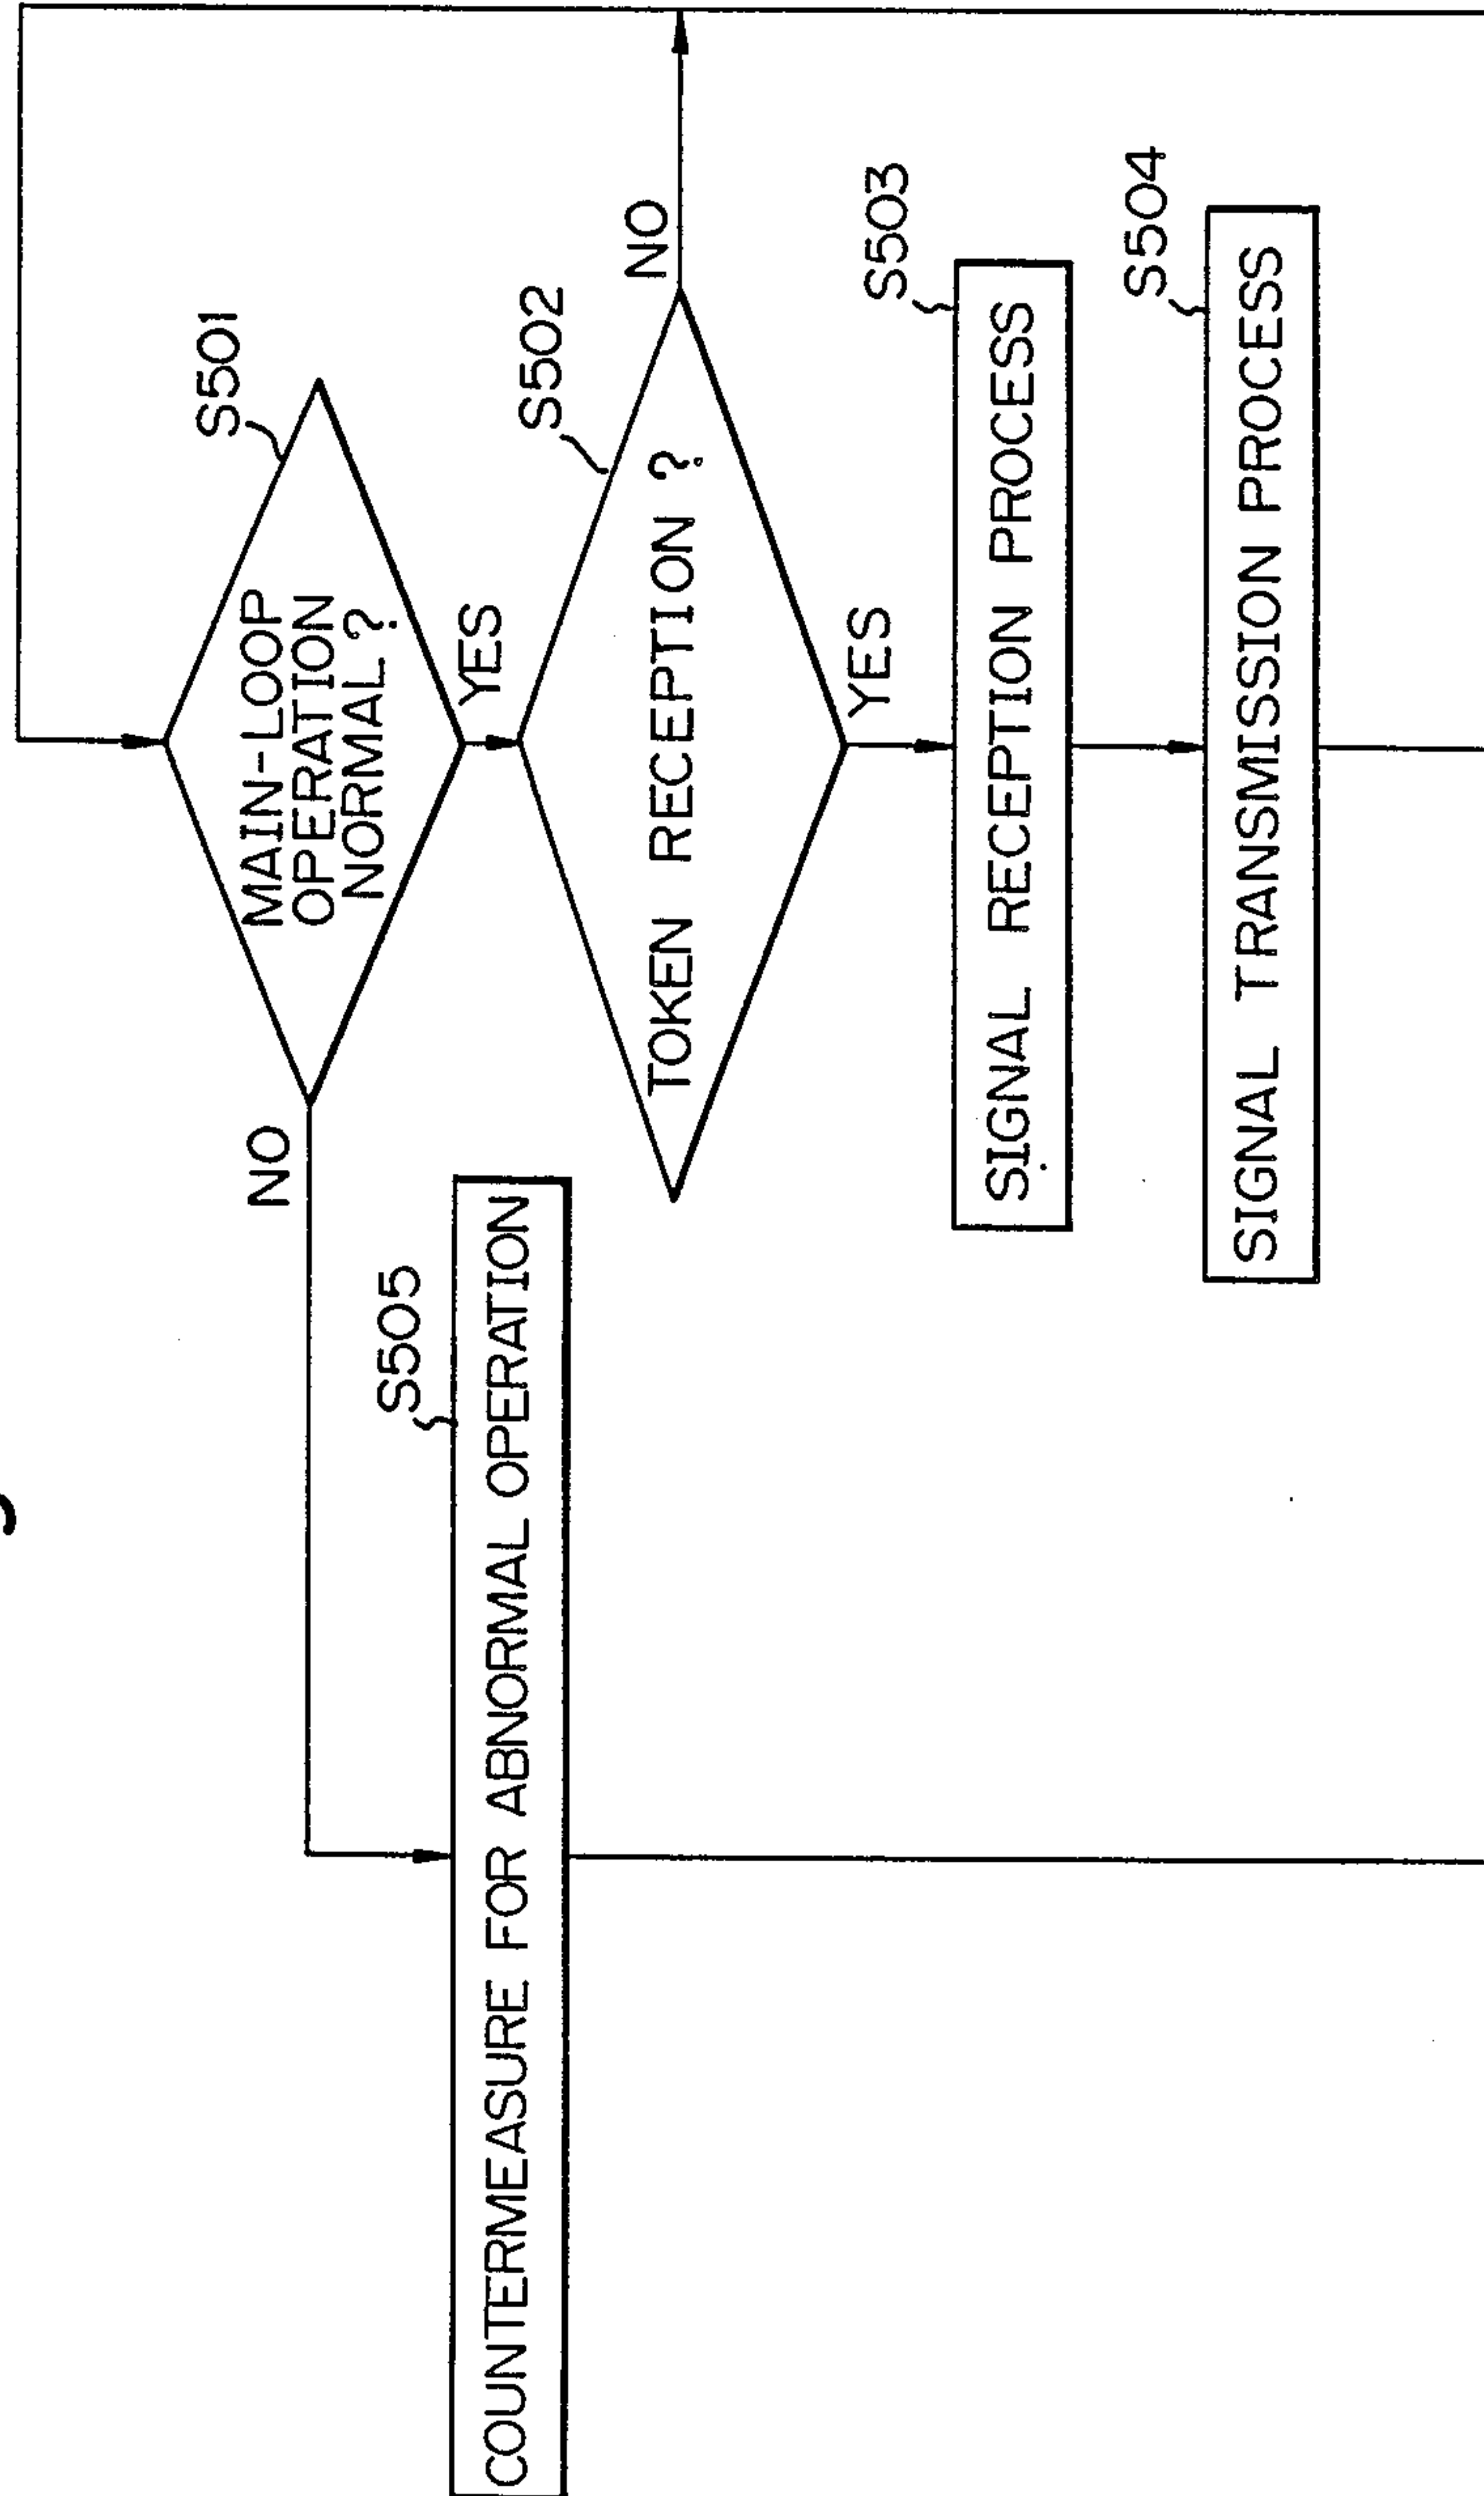 S501
MAIN-LOOP
OPERATION
NORMAL ?
NO
YES
S505
COUNTERMEASURE FOR ABNORMAL OPERATION
S502
TOKEN RECEPTION ?
NO
YES
S503
SIGNAL RECEPTION PROCESS
S504
SIGNAL TRANSMISSION PROCESS